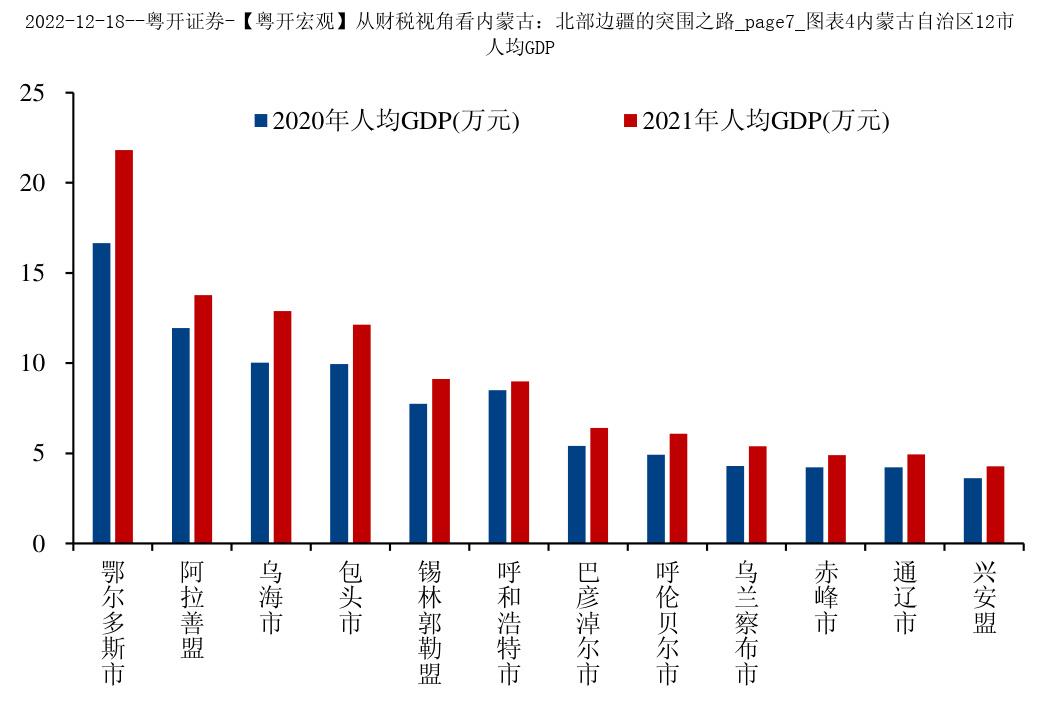 2022-12-18--粤开证券-【粤开宏观】从财税视角看内蒙古：北部边疆的突围之路_page7_图表4内蒙古自治区12市
人均GDP
2020年人均GDP(万元)
2021年人均GDP(万元)
25
20
15
10
5
0
鄂尔多斯市
阿拉善盟
乌海市
包头市
锡林郭勒盟
呼和浩特市
巴彦淖尔市
呼伦贝尔市
乌兰察布市
赤峰市
通辽市
兴安盟